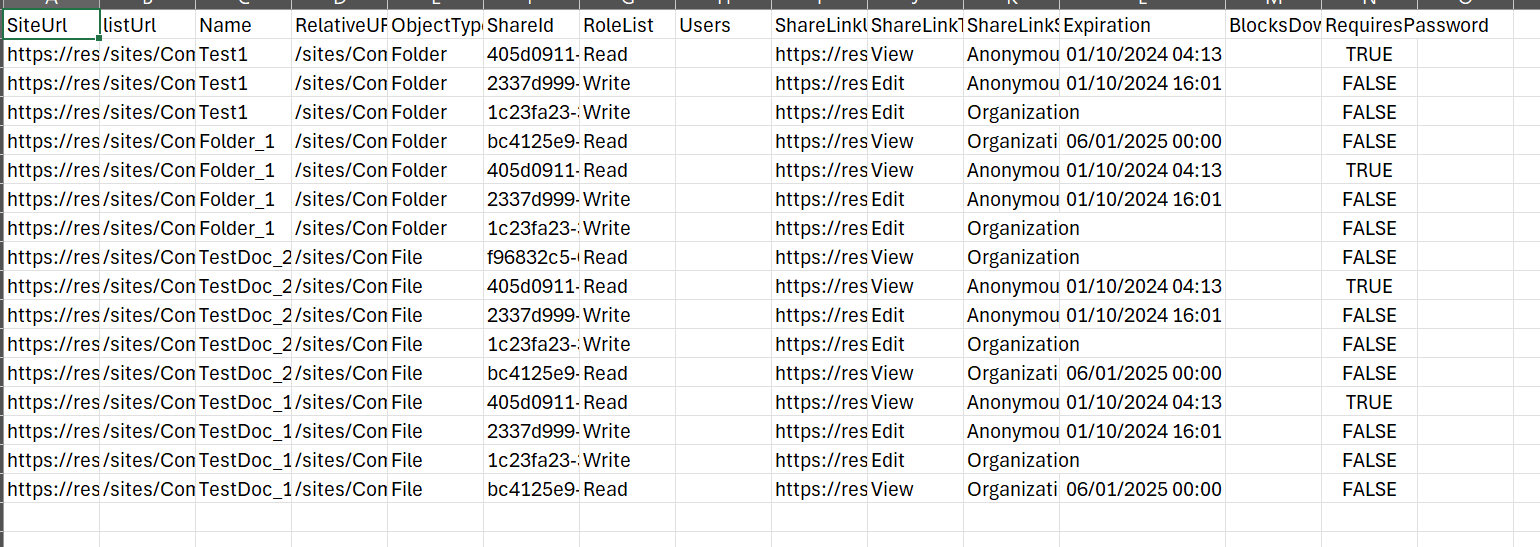 SiteUrl listUrl Name RelativeUR ObjectType ShareId RoleList Users ShareLinkU ShareLinkT ShareLinkS Expiration BlocksDow RequiresPassword
https://res /sites/Con Test1 /sites/Con Folder 405d0911- Read https://res View Anonymou 01/10/2024 04:13 TRUE
https://res /sites/Con Test1 /sites/Con Folder 2337d999- Write https://res Edit Anonymou 01/10/2024 16:01 FALSE
https://res /sites/Con Test1 /sites/Con Folder 1c23fa23- Write https://res Edit Organization FALSE
https://res /sites/Con Folder_1 /sites/Con Folder bc4125e9- Read https://res View Organizati 06/01/2025 00:00 FALSE
https://res /sites/Con Folder_1 /sites/Con Folder 405d0911- Read https://res View Anonymou 01/10/2024 04:13 TRUE
https://res /sites/Con Folder_1 /sites/Con Folder 2337d999- Write https://res Edit Anonymou 01/10/2024 16:01 FALSE
https://res /sites/Con Folder_1 /sites/Con Folder 1c23fa23- Write https://res Edit Organization FALSE
https://res /sites/Con TestDoc_2 /sites/Con File f96832c5- Read https://res View Organization FALSE
https://res /sites/Con TestDoc_2 /sites/Con File 405d0911- Read https://res View Anonymou 01/10/2024 04:13 TRUE
https://res /sites/Con TestDoc_2 /sites/Con File 2337d999- Write https://res Edit Anonymou 01/10/2024 16:01 FALSE
https://res /sites/Con TestDoc_2 /sites/Con File 1c23fa23- Write https://res Edit Organization FALSE
https://res /sites/Con TestDoc_2 /sites/Con File bc4125e9- Read https://res View Organizati 06/01/2025 00:00 FALSE
https://res /sites/Con TestDoc_1 /sites/Con File 405d0911- Read https://res View Anonymou 01/10/2024 04:13 TRUE
https://res /sites/Con TestDoc_1 /sites/Con File 2337d999- Write https://res Edit Anonymou 01/10/2024 16:01 FALSE
https://res /sites/Con TestDoc_1 /sites/Con File 1c23fa23- Write https://res Edit Organization FALSE
https://res /sites/Con TestDoc_1 /sites/Con File bc4125e9- Read https://res View Organizati 06/01/2025 00:00 FALSE